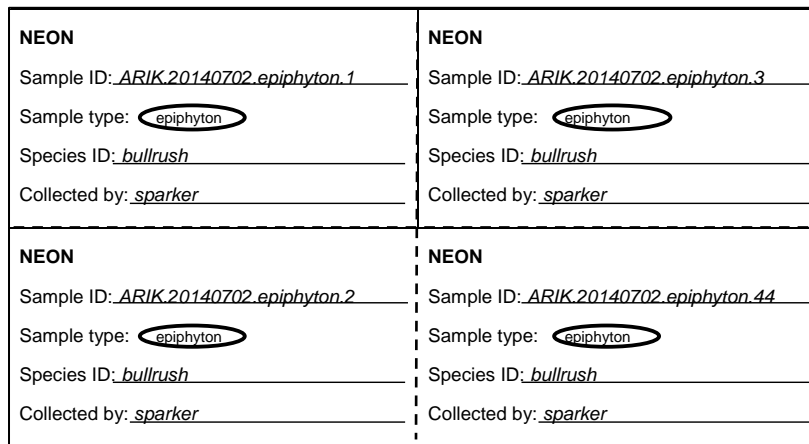 NEON
Sample ID: ARIK.20140702.epiphyton.1
Sample type: epiphyton
Species ID: bullrush
Collected by: sparker
NEON
Sample ID: ARIK.20140702.epiphyton.3
Sample type: epiphyton
Species ID: bullrush
Collected by: sparker
NEON
Sample ID: ARIK.20140702.epiphyton.2
Sample type: epiphyton
Species ID: bullrush
Collected by: sparker
NEON
Sample ID: ARIK.20140702.epiphyton.44
Sample type: epiphyton
Species ID: bullrush
Collected by: sparker